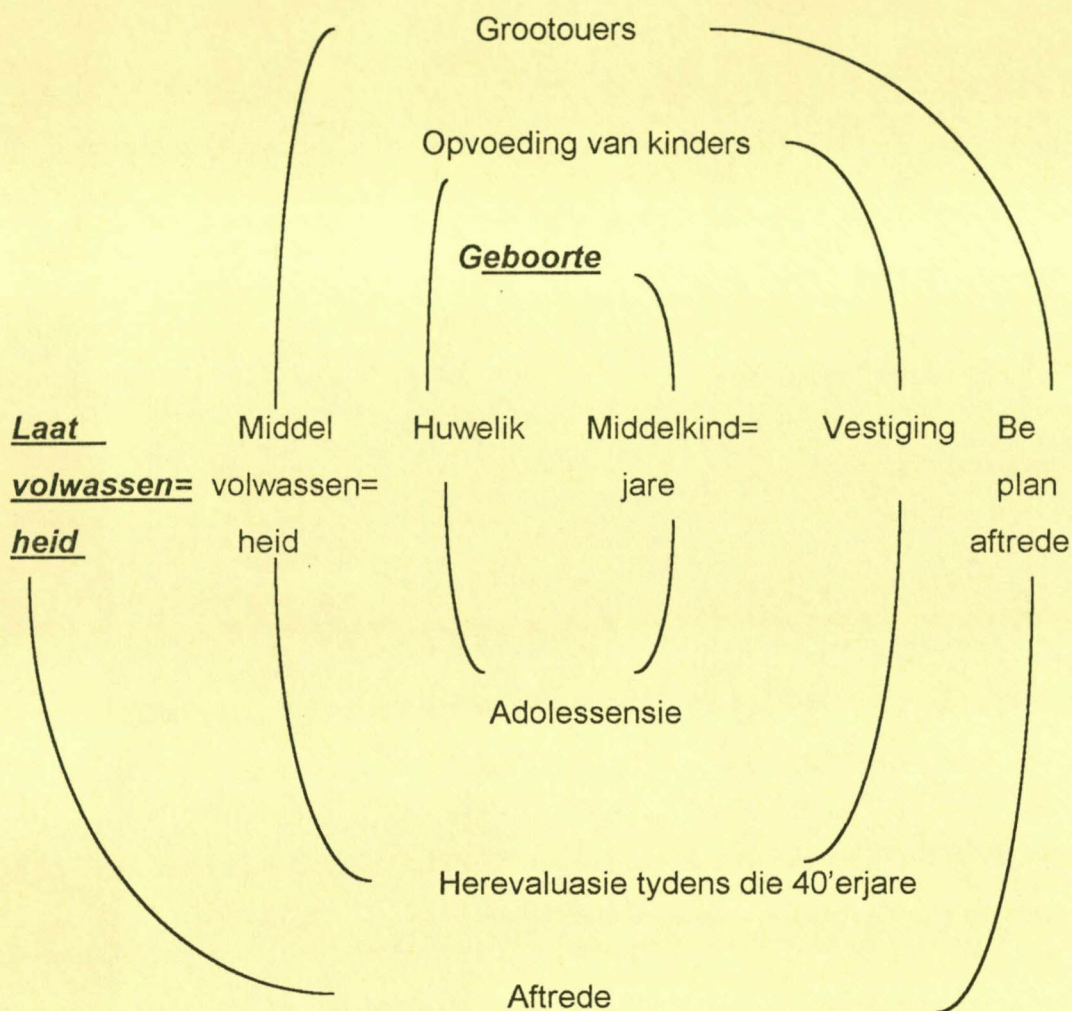 Grootouers
Opvoeding van kinders
Geboorte
Laat Middel Huwelik Middelkind= Vestiging Be
volwassen= volwassen= jare plan
heid heid aftrede
Adolessensie
Herevaluasie tydens die 40'erjare
Aftrede